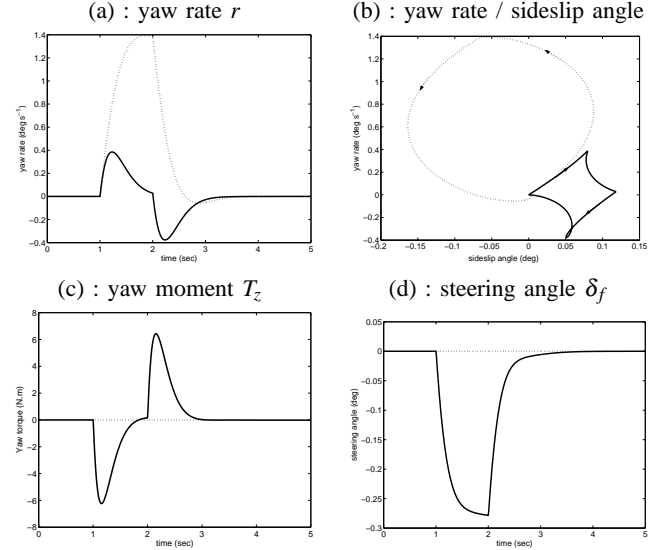 (a) : yaw rate r
(b) : yaw rate / sideslip angle
1.4
1.2
1
0.8
0.6
0.4
0.2
0
−0.2
−0.4
yaw rate (deg s⁻¹)
0 1 2 3 4 5
time (sec)
1.4
1.2
1
0.8
0.6
0.4
0.2
0
−0.2
−0.4
yaw rate (deg s⁻¹)
−0.2 −0.15 −0.1 −0.05 0 0.05 0.1 0.15
sideslip angle (deg)
(c) : yaw moment T_z
(d) : steering angle δ_f
8
6
4
2
0
−2
−4
−6
−8
Yaw torque (N.m)
0 1 2 3 4 5
time (sec)
0.05
0
−0.05
−0.1
−0.15
−0.2
−0.25
−0.3
steering angle (deg)
0 1 2 3 4 5
time (sec)